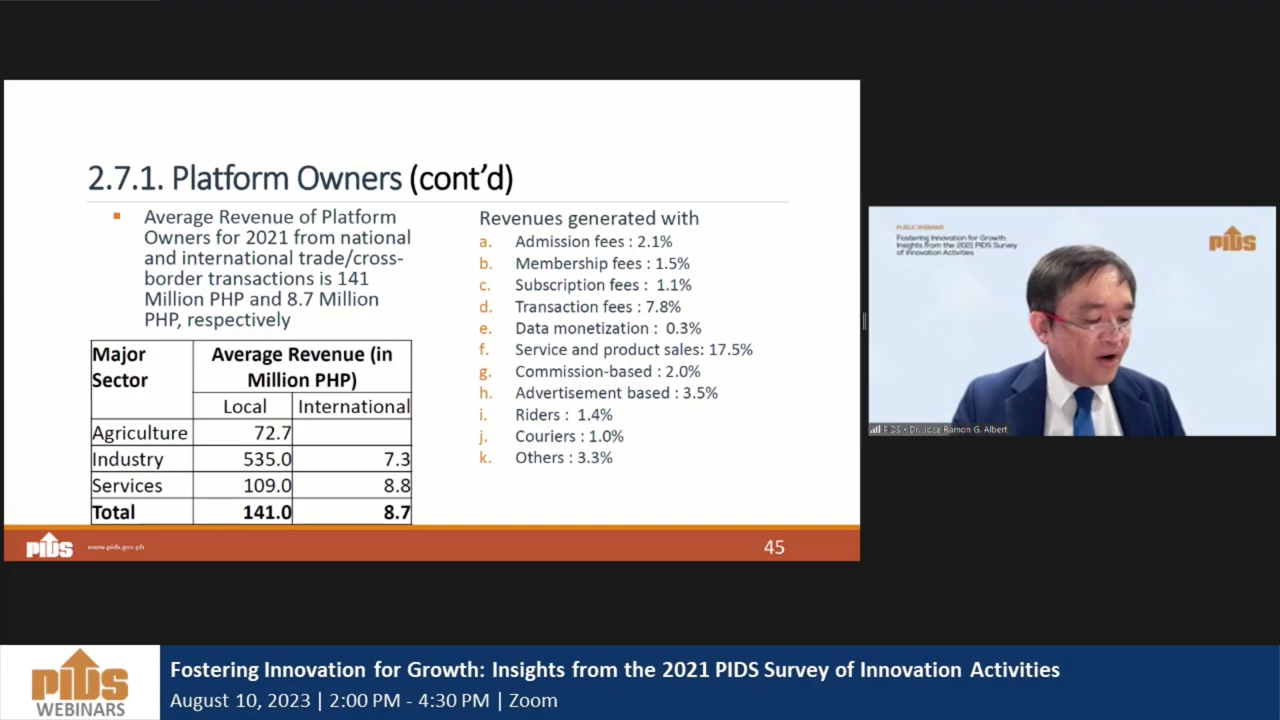 2.7.1. Platform Owners (cont’d)
▪ Average Revenue of Platform
Owners for 2021 from national
and international trade/cross-
border transactions is 141
Million PHP and 8.7 Million
PHP, respectively
Major Sector Average Revenue (in Million PHP)
Local International
Agriculture 72.7
Industry 535.0 7.3
Services 109.0 8.8
Total 141.0 8.7
Revenues generated with
a. Admission fees : 2.1%
b. Membership fees : 1.5%
c. Subscription fees : 1.1%
d. Transaction fees : 7.8%
e. Data monetization : 0.3%
f. Service and product sales: 17.5%
g. Commission-based : 2.0%
h. Advertisement based : 3.5%
i. Riders : 1.4%
j. Couriers : 1.0%
k. Others : 3.3%
PIDS
www.pids.gov.ph
45
PUBLIC WEBINAR
Fostering Innovation for Growth:
Insights from the 2021 PIDS Survey
of Innovation Activities
PIDS
PIDS - Dr. Jose Ramon G. Albert
PIDS
WEBINARS
Fostering Innovation for Growth: Insights from the 2021 PIDS Survey of Innovation Activities
August 10, 2023 | 2:00 PM - 4:30 PM | Zoom